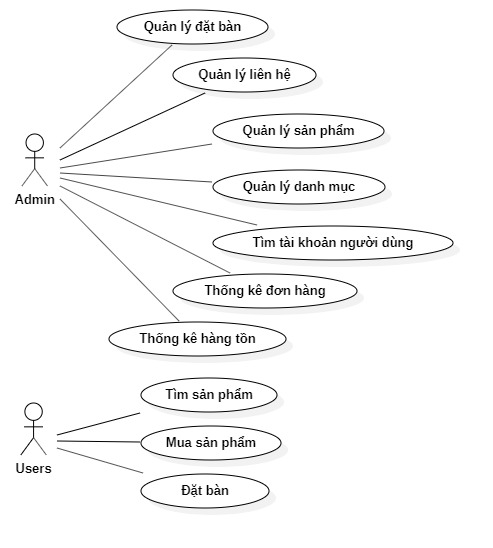 Quản lý đặt bàn
Quản lý liên hệ
Quản lý sản phẩm
Admin
Quản lý danh mục
Tìm tài khoản người dùng
Thống kê đơn hàng
Thống kê hàng tồn
Tìm sản phẩm
Users
Mua sản phẩm
Đặt bàn